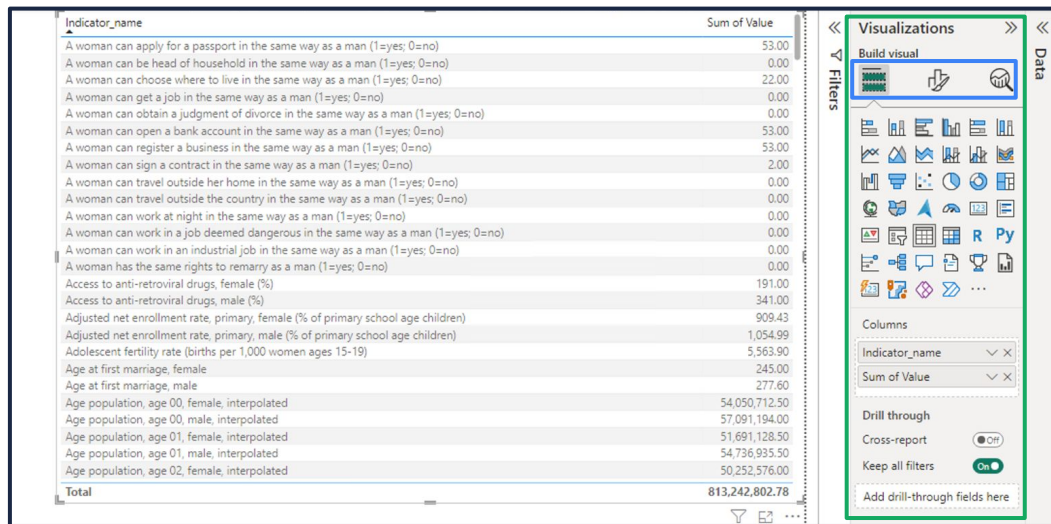 Indicator_name Sum of Value
A woman can apply for a passport in the same way as a man (1=yes; 0=no) 53.00
A woman can be head of household in the same way as a man (1=yes; 0=no) 0.00
A woman can choose where to live in the same way as a man (1=yes; 0=no) 22.00
A woman can get a job in the same way as a man (1=yes; 0=no) 0.00
A woman can obtain a judgment of divorce in the same way as a man (1=yes; 0=no) 0.00
A woman can open a bank account in the same way as a man (1=yes; 0=no) 53.00
A woman can register a business in the same way as a man (1=yes; 0=no) 53.00
A woman can sign a contract in the same way as a man (1=yes; 0=no) 2.00
A woman can travel outside her home in the same way as a man (1=yes; 0=no) 0.00
A woman can travel outside the country in the same way as a man (1=yes; 0=no) 0.00
A woman can work at night in the same way as a man (1=yes; 0=no) 0.00
A woman can work in a job deemed dangerous in the same way as a man (1=yes; 0=no) 0.00
A woman can work in an industrial job in the same way as a man (1=yes; 0=no) 0.00
A woman has the same rights to remarry as a man (1=yes; 0=no) 0.00
Access to anti-retroviral drugs, female (%) 191.00
Access to anti-retroviral drugs, male (%) 341.00
Adjusted net enrollment rate, primary, female (% of primary school age children) 909.43
Adjusted net enrollment rate, primary, male (% of primary school age children) 1,054.99
Adolescent fertility rate (births per 1,000 women ages 15-19) 5,563.90
Age at first marriage, female 245.00
Age at first marriage, male 277.60
Age population, age 00, female, interpolated 54,050,712.50
Age population, age 00, male, interpolated 57,091,194.00
Age population, age 01, female, interpolated 51,691,128.50
Age population, age 01, male, interpolated 54,736,935.50
Age population, age 02, female, interpolated 50,252,576.00
Total 813,242,802.78
Filters
Visualizations
Build visual
123
R Py
123
Columns
Indicator_name
Sum of Value
Drill through
Cross-report Off
Keep all filters On
Add drill-through fields here
Data